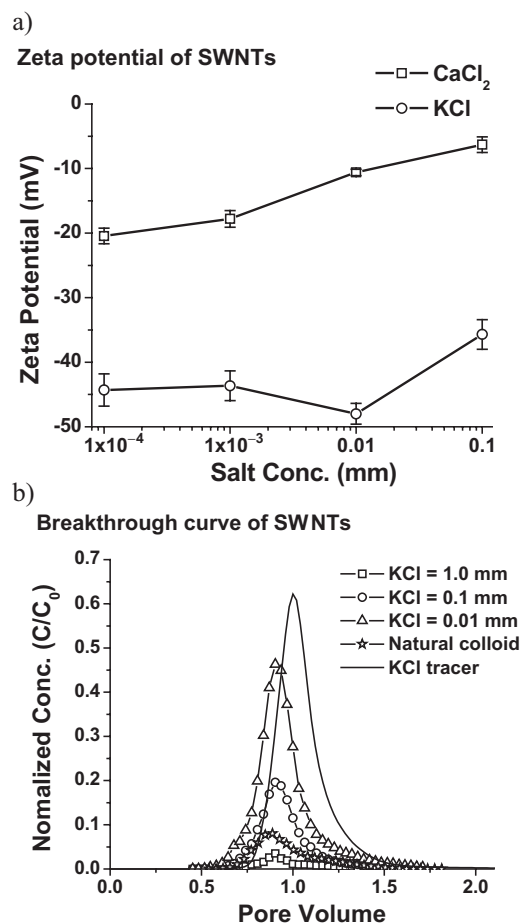 a)
Zeta potential of SWNTs
CaCl₂
KCl
0
-10
-20
-30
-40
-50
Zeta Potential (mV)
1x10⁻⁴
1x10⁻³
0.01
0.1
Salt Conc. (mm)
b)
Breakthrough curve of SWNTs
KCl = 1.0 mm
KCl = 0.1 mm
KCl = 0.01 mm
Natural colloid
KCl tracer
0.7
0.6
0.5
0.4
0.3
0.2
0.1
0.0
Nomalized Conc. (C/C₀)
0.0
0.5
1.0
1.5
2.0
Pore Volume